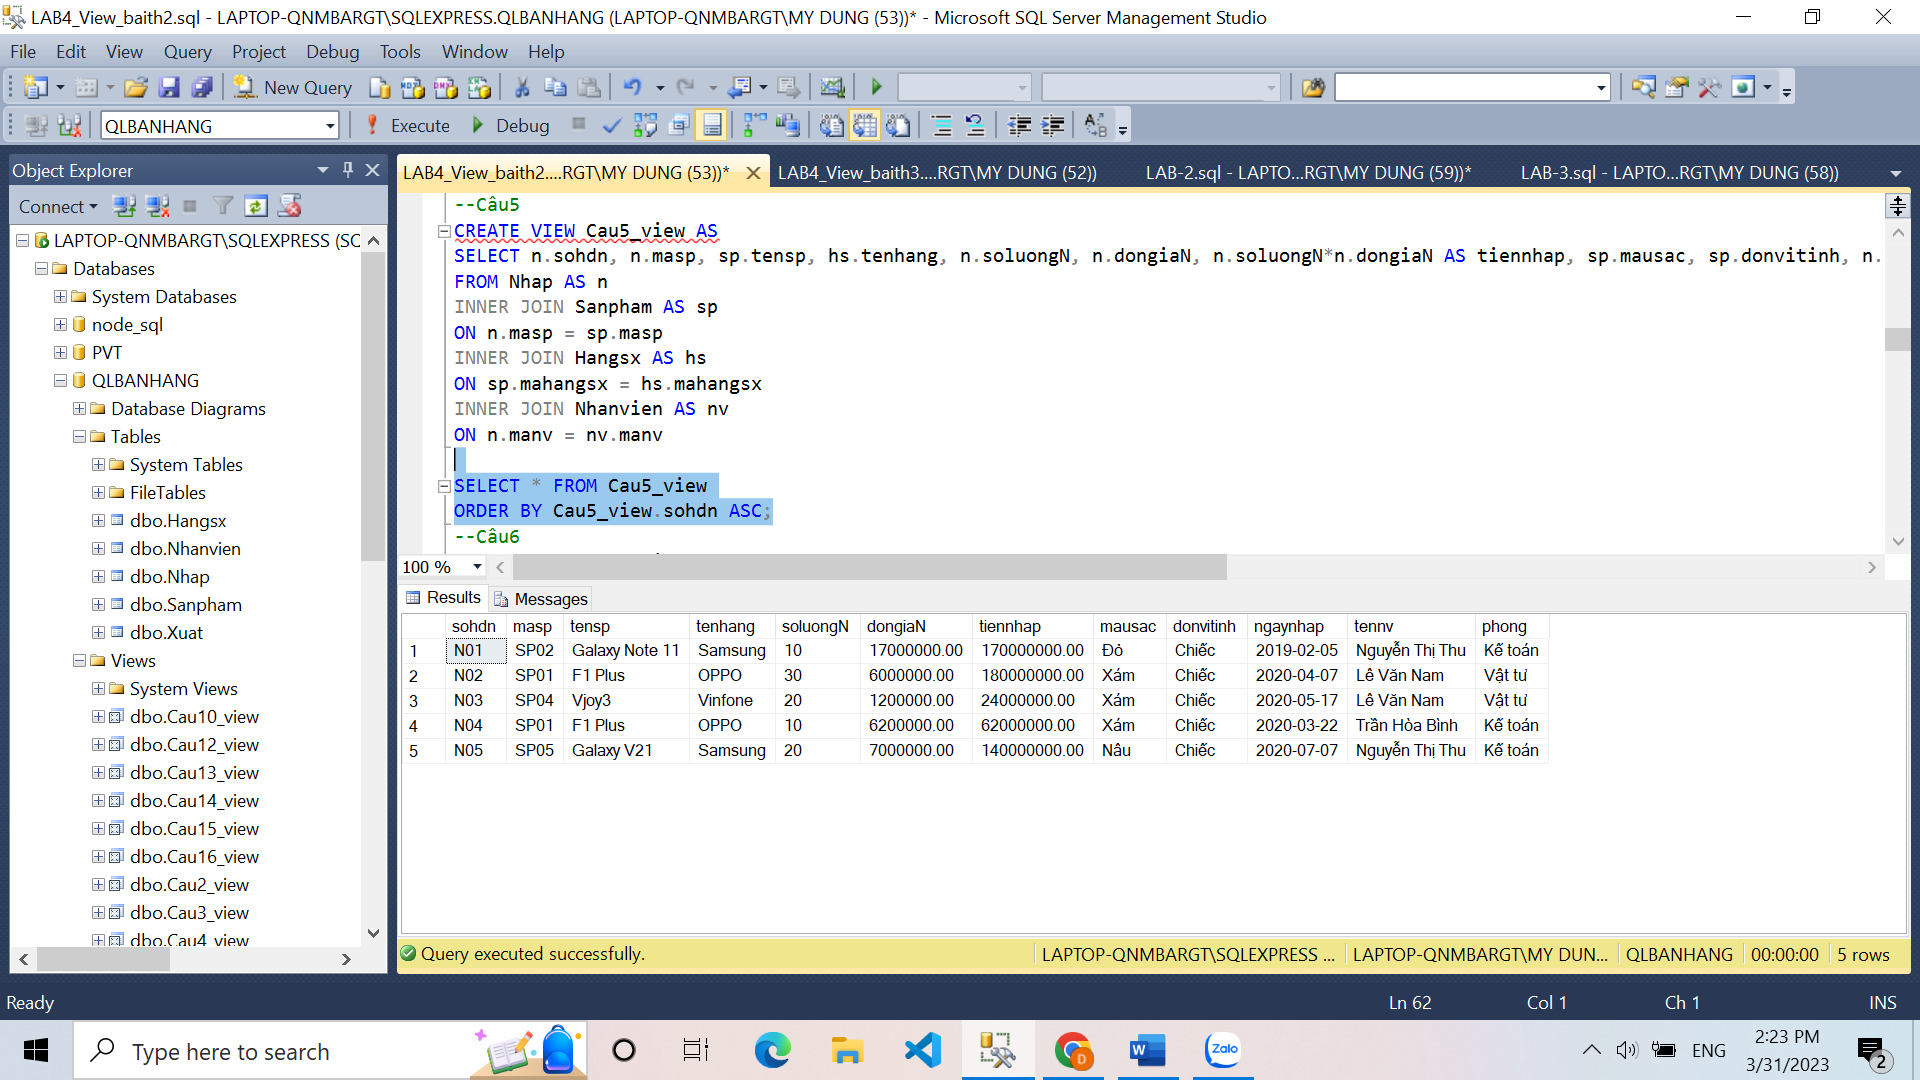 LAB4_View_baith2.sql - LAPTOP-QNMBARGT\SQLEXPRESS.QLBANHANG (LAPTOP-QNMBARGT\MY DUNG (53))* - Microsoft SQL Server Management Studio
File Edit View Query Project Debug Tools Window Help
New Query
QLBANHANG Execute Debug
Object Explorer
Connect
LAPTOP-QNMBARGT\SQLEXPRESS (SC
Databases
System Databases
node_sql
PVT
QLBANHANG
Database Diagrams
Tables
System Tables
FileTables
dbo.Hangsx
dbo.Nhanvien
dbo.Nhap
dbo.Sanpham
dbo.Xuat
Views
System Views
dbo.Cau10_view
dbo.Cau12_view
dbo.Cau13_view
dbo.Cau14_view
dbo.Cau15_view
dbo.Cau16_view
dbo.Cau2_view
dbo.Cau3_view
dbo.Cau4_view
LAB4_View_baith2....RGT\MY DUNG (53))* LAB4_View_baith3....RGT\MY DUNG (52)) LAB-2.sql - LAPTO...RGT\MY DUNG (59))* LAB-3.sql - LAPTO...RGT\MY DUNG (58))
--Câu5
CREATE VIEW Cau5_view AS
SELECT n.sohdn, n.masp, sp.tensp, hs.tenhang, n.soluongN, n.dongiaN, n.soluongN*n.dongiaN AS tiennhap, sp.mausac, sp.donvitinh, n.
FROM Nhap AS n
INNER JOIN Sanpham AS sp
ON n.masp = sp.masp
INNER JOIN Hangsx AS hs
ON sp.mahangsx = hs.mahangsx
INNER JOIN Nhanvien AS nv
ON n.manv = nv.manv
SELECT * FROM Cau5_view
ORDER BY Cau5_view.sohdn ASC;
--Câu6
100 %
Results Messages
sohdn masp tensp tenhang soluongN dongiaN tiennhap mausac donvitinh ngaynhap tennv phong
1 N01 SP02 Galaxy Note 11 Samsung 10 17000000.00 170000000.00 Đỏ Chiếc 2019-02-05 Nguyễn Thị Thu Kế toán
2 N02 SP01 F1 Plus OPPO 30 6000000.00 180000000.00 Xám Chiếc 2020-04-07 Lê Văn Nam Vật tư
3 N03 SP04 Vjoy3 Vinfone 20 1200000.00 24000000.00 Xám Chiếc 2020-05-17 Lê Văn Nam Vật tư
4 N04 SP01 F1 Plus OPPO 10 6200000.00 62000000.00 Xám Chiếc 2020-03-22 Trần Hòa Bình Kế toán
5 N05 SP05 Galaxy V21 Samsung 20 7000000.00 140000000.00 Nâu Chiếc 2020-07-07 Nguyễn Thị Thu Kế toán
Query executed successfully. LAPTOP-QNMBARGT\SQLEXPRESS ... LAPTOP-QNMBARGT\MY DUN... QLBANHANG 00:00:00 5 rows
Ready Ln 62 Col 1 Ch 1 INS
Type here to search
Zalo
ENG
2:23 PM
3/31/2023
2